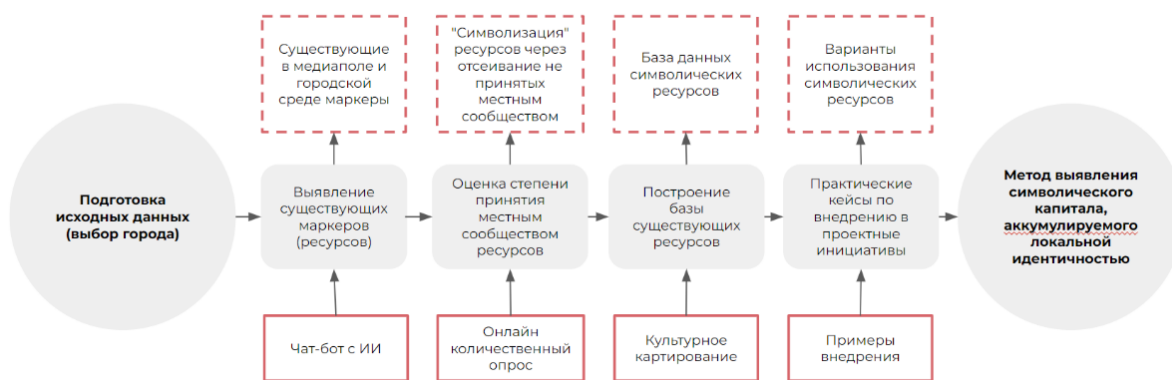 Существующие
в медиаполе и
городской
среде маркеры
"Символизация"
ресурсов через
отсеивание не
принятых
местным
сообществом
База данных
символических
ресурсов
Варианты
использования
символических
ресурсов
Подготовка
исходных данных
(выбор города)
Выявление
существующих
маркеров
(ресурсов)
Оценка степени
принятия
местным
сообществом
ресурсов
Построение
базы
существующих
ресурсов
Практические
кейсы по
внедрению в
проектные
инициативы
Метод выявления
символического
капитала,
аккумулируемого
локальной
идентичностью
Чат-бот с ИИ
Онлайн
количественный
опрос
Культурное
картирование
Примеры
внедрения